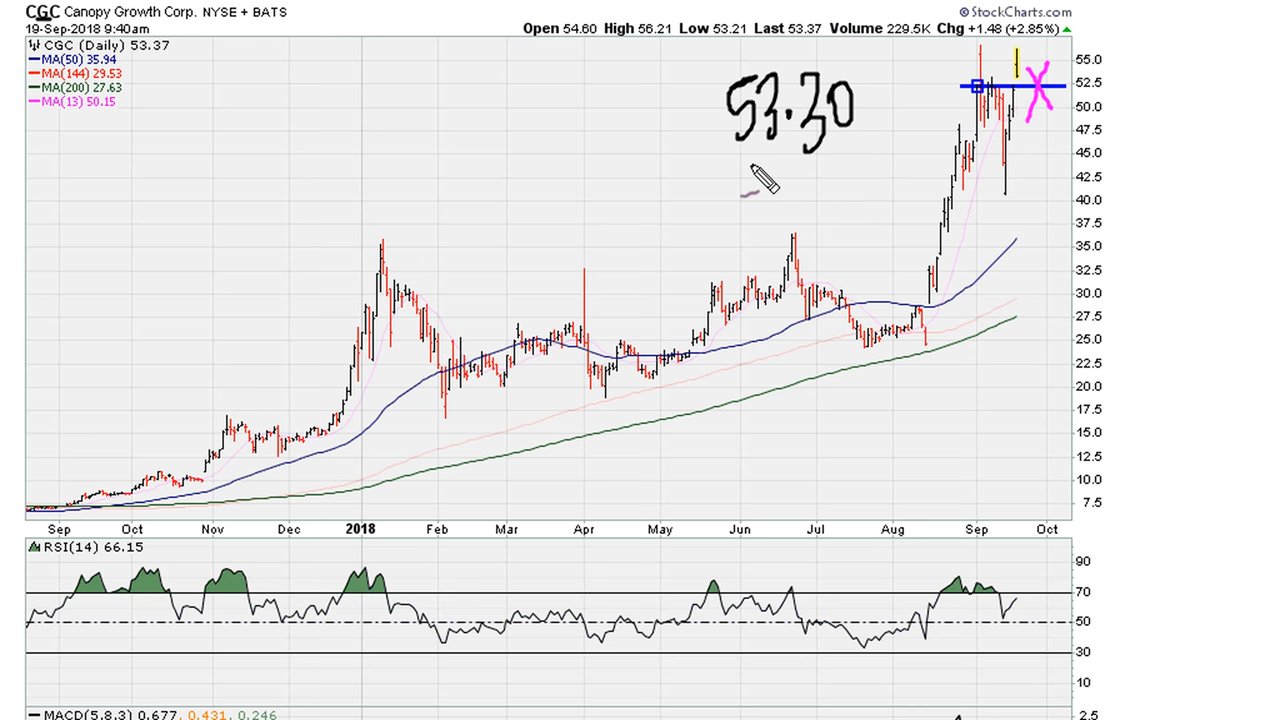 CGC Canopy Growth Corp. NYSE + BATS
© StockCharts.com
19-Sep-2018 9:40am
Open 54.60 High 56.21 Low 53.21 Last 53.37 Volume 229.5K Chg +1.48 (+2.85%)
CGC (Daily) 53.37
MA(50) 35.94
MA(144) 29.53
MA(200) 27.63
MA(13) 50.15
53.30
55.0
52.5
50.0
47.5
45.0
42.5
40.0
37.5
35.0
32.5
30.0
27.5
25.0
22.5
20.0
17.5
15.0
12.5
10.0
7.5
Sep Oct Nov Dec 2018 Feb Mar Apr May Jun Jul Aug Sep Oct
RSI(14) 66.15
90
70
50
30
10
MACD(5,8,3) 0.677, 0.431, 0.246
2.5